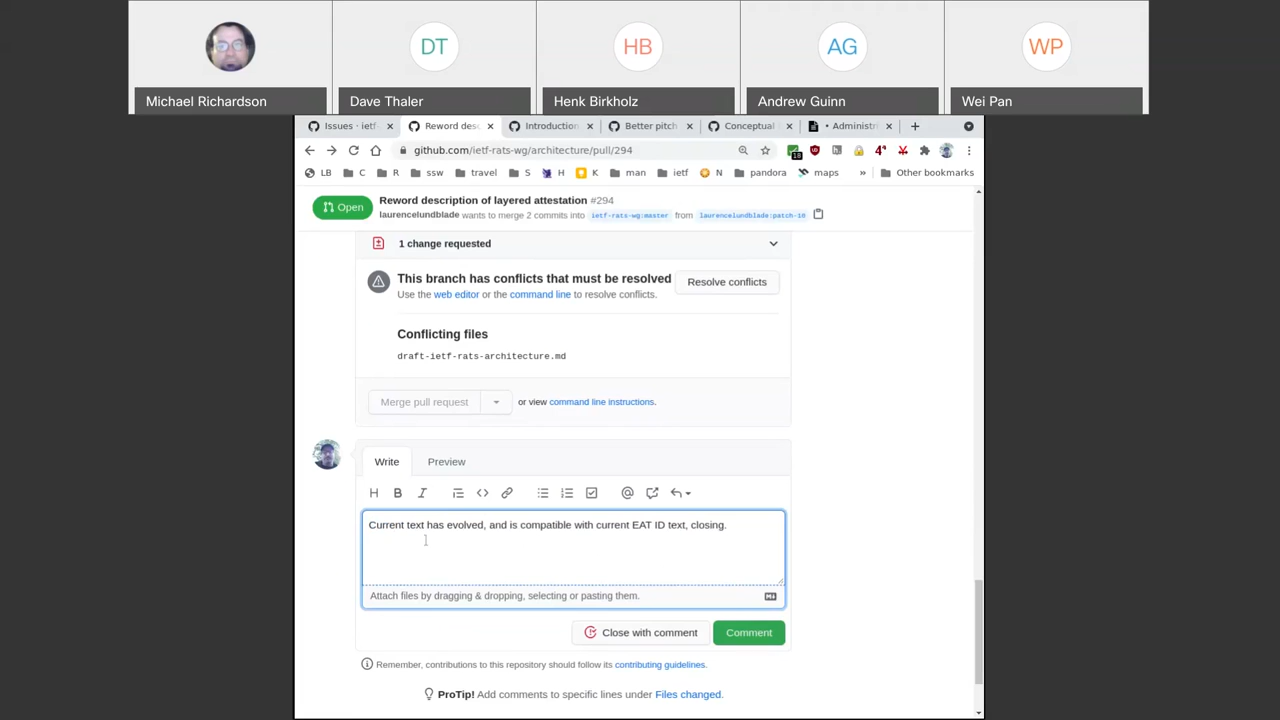 DT
HB
AG
WP
Michael Richardson
Dave Thaler
Henk Birkholz
Andrew Guinn
Wei Pan
Issues · ietf-
Reword desc
Introduction
Better pitch
Conceptual
• Administr
github.com/ietf-rats-wg/architecture/pull/294
18
LB
C
R
ssw
travel
S
H
K
man
ietf
N
pandora
maps
»
Other bookmarks
Open
Reword description of layered attestation #294
laurencelundblade wants to merge 2 commits into ietf-rats-wg:master from laurencelundblade:patch-10
1 change requested
This branch has conflicts that must be resolved
Resolve conflicts
Use the web editor or the command line to resolve conflicts.
Conflicting files
draft-ietf-rats-architecture.md
Merge pull request
or view command line instructions.
Write
Preview
Current text has evolved, and is compatible with current EAT ID text, closing.
Attach files by dragging & dropping, selecting or pasting them.
Close with comment
Comment
Remember, contributions to this repository should follow its contributing guidelines.
ProTip! Add comments to specific lines under Files changed.